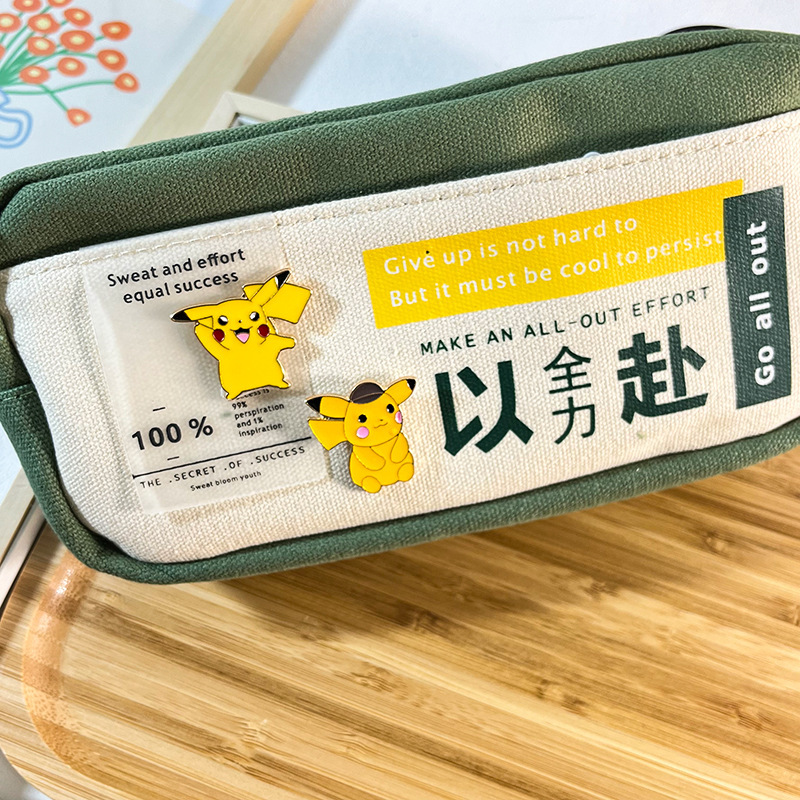 Sweat and effort
equal success
100 %
99%
perspiration
and 1%
inspiration
THE .SECRET .OF .SUCCESS
Sweat bloom youth
Give up is not hard to
But it must be cool to persist
MAKE AN ALL-OUT EFFORT
以全力赴
Go all out